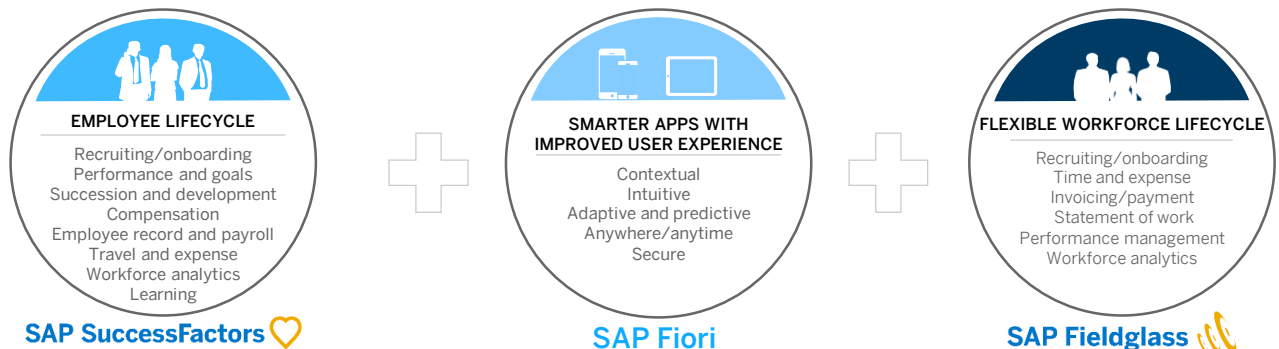 EMPLOYEE LIFECYCLE
Recruiting/onboarding
Performance and goals
Succession and development
Compensation
Employee record and payroll
Travel and expense
Workforce analytics
Learning
SAP SuccessFactors
SMARTER APPS WITH
IMPROVED USER EXPERIENCE
Contextual
Intuitive
Adaptive and predictive
Anywhere/anytime
Secure
SAP Fiori
FLEXIBLE WORKFORCE LIFECYCLE
Recruiting/onboarding
Time and expense
Invoicing/payment
Statement of work
Performance management
Workforce analytics
SAP Fieldglass